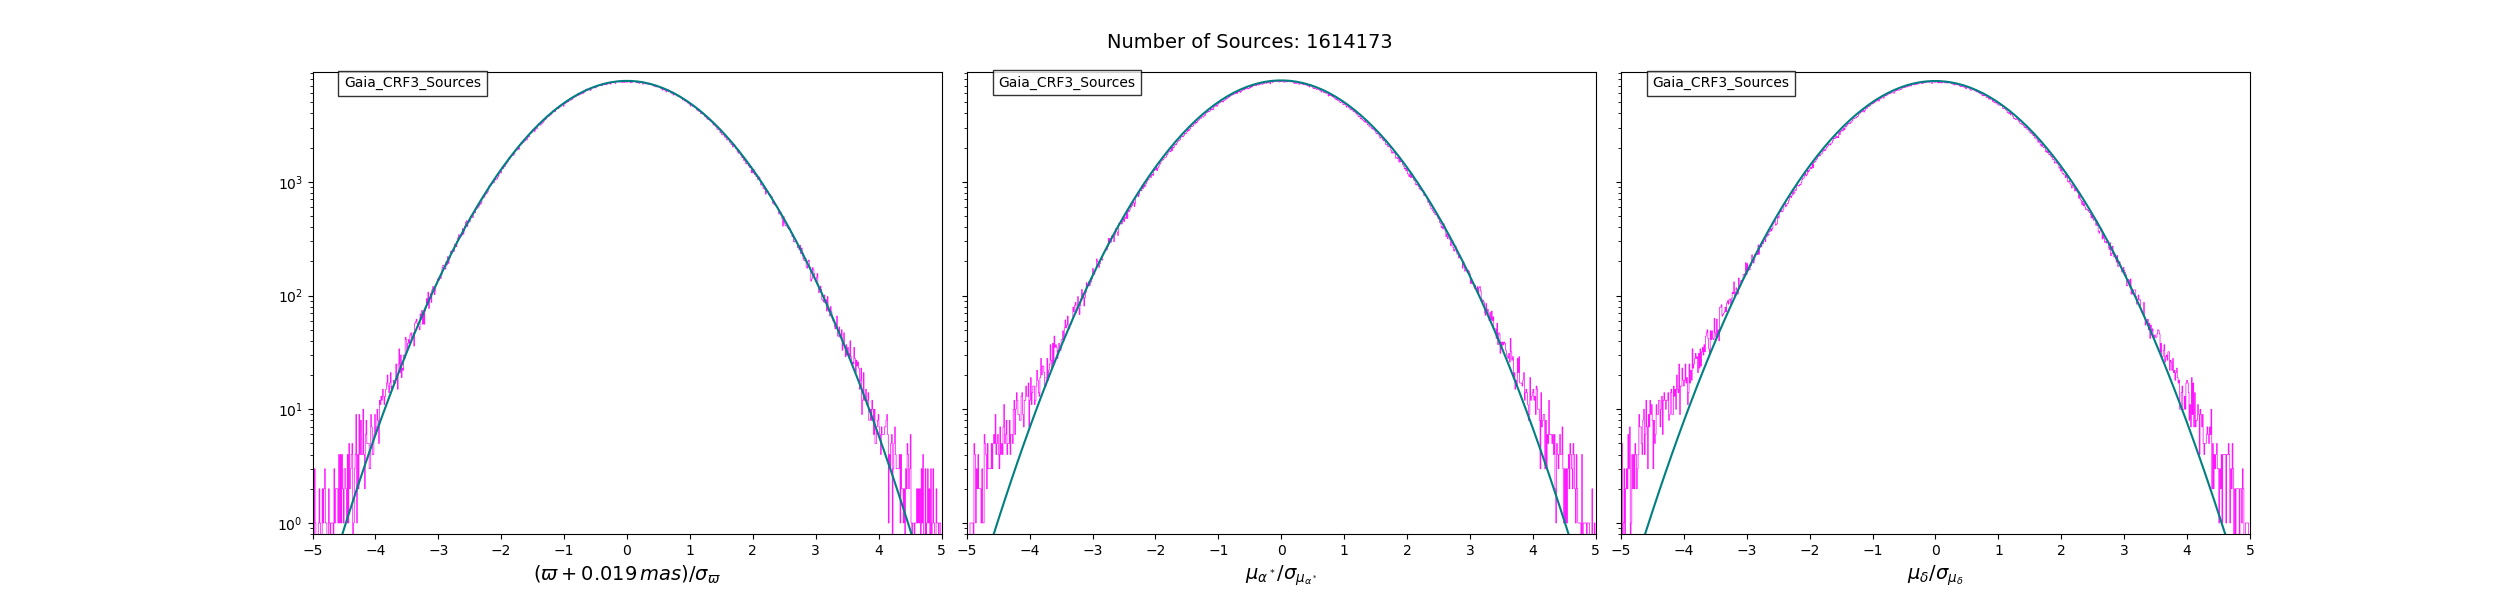 Number of Sources: 1614173
Gaia_CRF3_Sources
Gaia_CRF3_Sources
Gaia_CRF3_Sources
10³
10²
10¹
10⁰
−5 −4 −3 −2 −1 0 1 2 3 4 5
−5 −4 −3 −2 −1 0 1 2 3 4 5
−5 −4 −3 −2 −1 0 1 2 3 4 5
(ϖ + 0.019 mas)/σ_ϖ
μ_α*/σ_μ_α*
μ_δ/σ_μ_δ